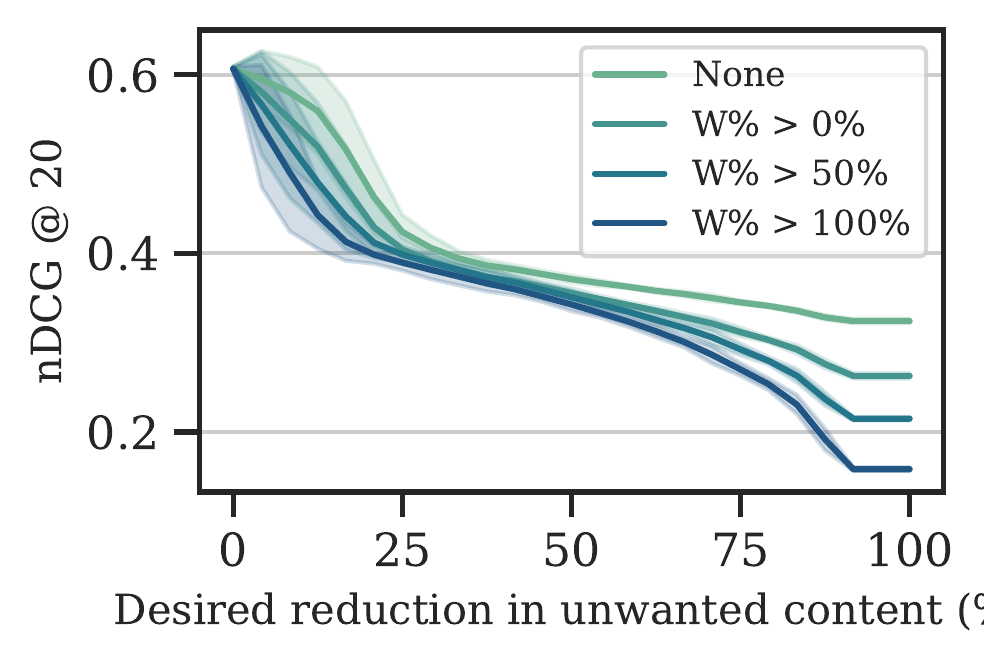 nDCG @ 20
0.6
0.4
0.2
None
W% > 0%
W% > 50%
W% > 100%
0 25 50 75 100
Desired reduction in unwanted content (%